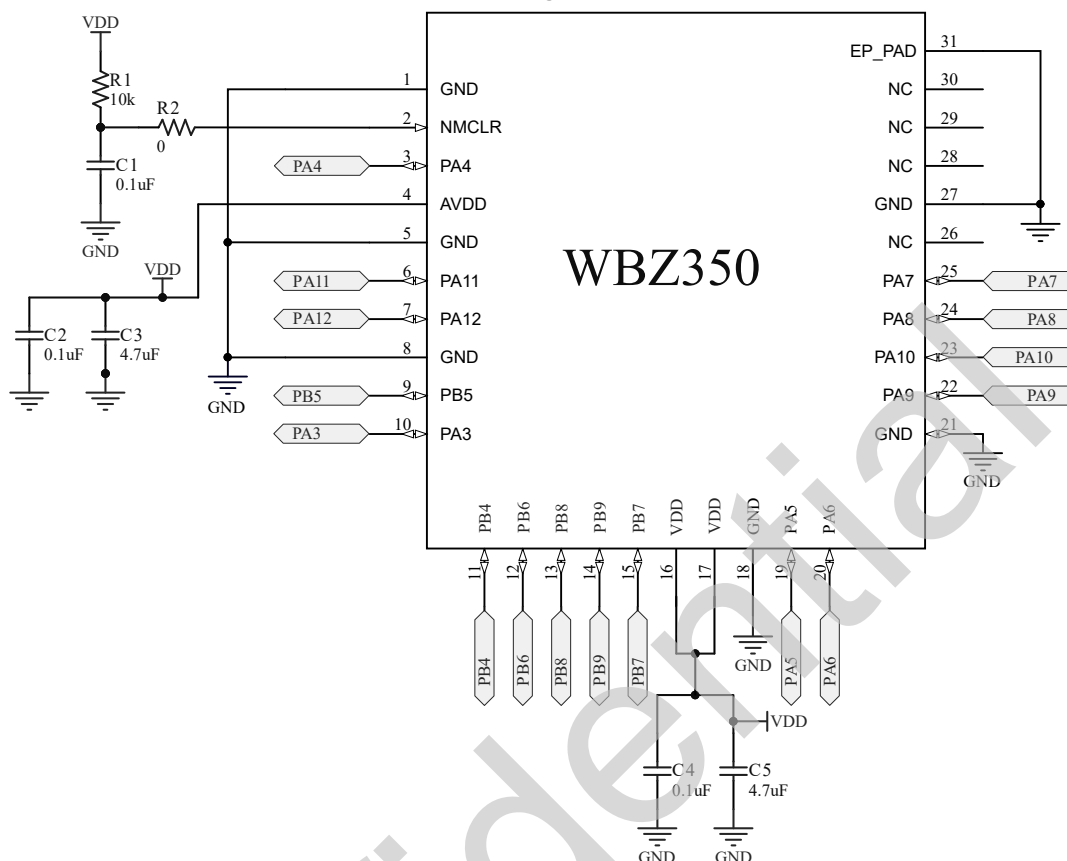 VDD
R1
10k
R2
0
C1
0.1uF
GND
VDD
C2
0.1uF
C3
4.7uF
GND
PA4
PA11
PA12
PB5
PA3
1 GND
2 NMCLR
3 PA4
4 AVDD
5 GND
6 PA11
7 PA12
8 GND
9 PB5
10 PA3
WBZ350
EP_PAD 31
NC 30
NC 29
NC 28
GND 27
NC 26
PA7 25 PA7
PA8 24 PA8
PA10 23 PA10
PA9 22 PA9
GND 21
GND
PB4 PB6 PB8 PB9 PB7 VDD VDD GND PA5 PA6
11 12 13 14 15 16 17 18 19 20
PB4 PB6 PB8 PB9 PB7 GND PA5 PA6
VDD
C4
0.1uF
C5
4.7uF
GND GND
fidential